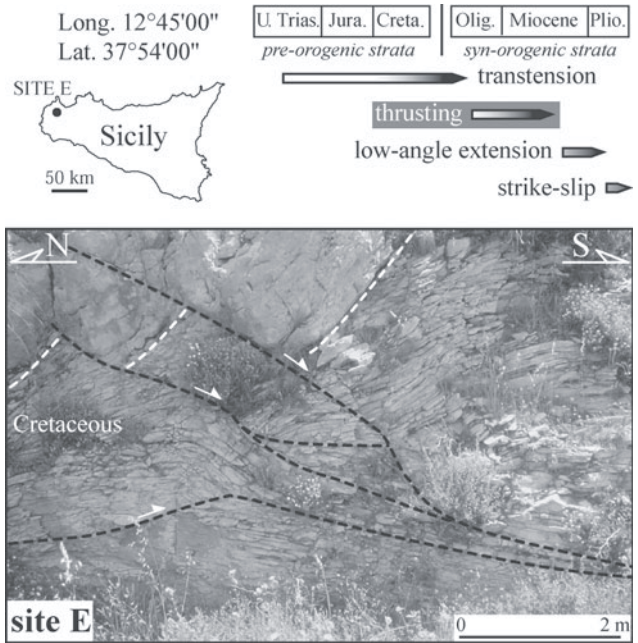 Long. 12°45'00"
Lat. 37°54'00"
SITE E
Sicily
50 km
U. Trias. Jura. Creta. Olig. Miocene Plio.
pre-orogenic strata syn-orogenic strata
transtension
thrusting
low-angle extension
strike-slip
N S
Cretaceous
site E 0 2 m